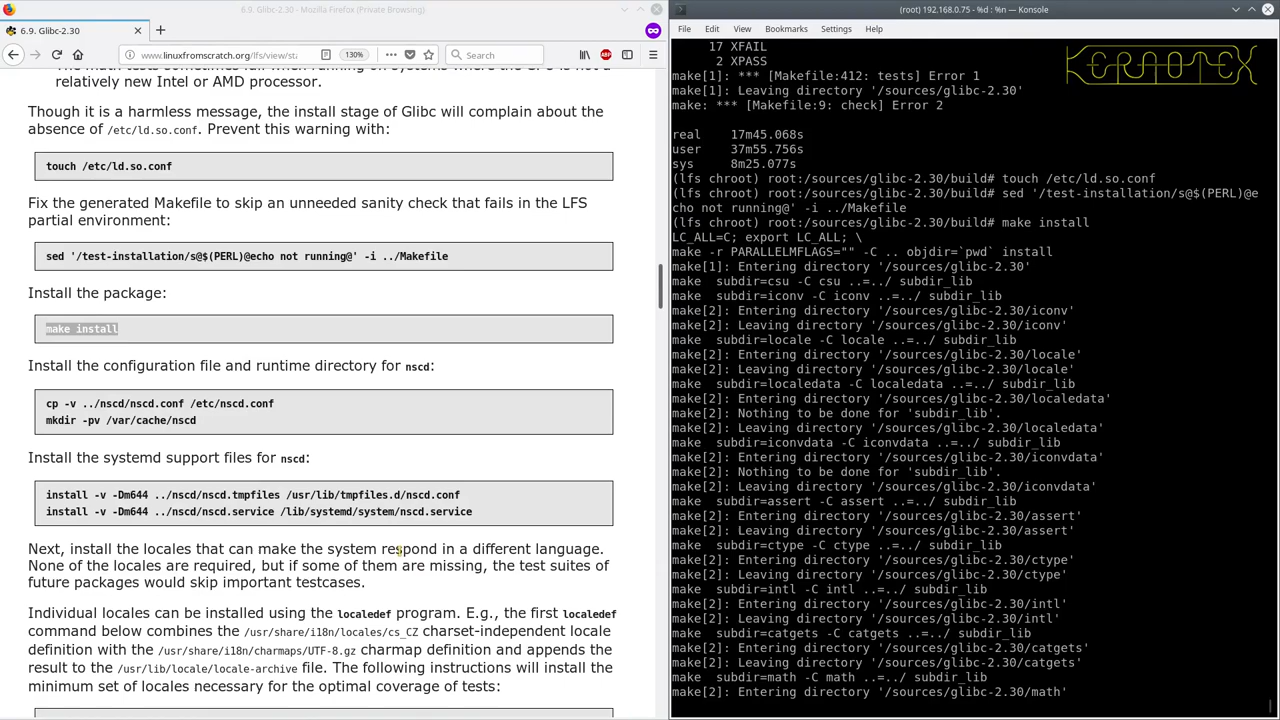 6.9. Glibc-2.30 - Mozilla Firefox (Private Browsing)
6.9. Glibc-2.30
www.linuxfromscratch.org/lfs/view/sta
130%
Search
relatively new Intel or AMD processor.
Though it is a harmless message, the install stage of Glibc will complain about the
absence of /etc/ld.so.conf. Prevent this warning with:
touch /etc/ld.so.conf
Fix the generated Makefile to skip an unneeded sanity check that fails in the LFS
partial environment:
sed '/test-installation/s@$(PERL)@echo not running@' -i ../Makefile
Install the package:
make install
Install the configuration file and runtime directory for nscd:
cp -v ../nscd/nscd.conf /etc/nscd.conf
mkdir -pv /var/cache/nscd
Install the systemd support files for nscd:
install -v -Dm644 ../nscd/nscd.tmpfiles /usr/lib/tmpfiles.d/nscd.conf
install -v -Dm644 ../nscd/nscd.service /lib/systemd/system/nscd.service
Next, install the locales that can make the system respond in a different language.
None of the locales are required, but if some of them are missing, the test suites of
future packages would skip important testcases.
Individual locales can be installed using the localedef program. E.g., the first localedef
command below combines the /usr/share/i18n/locales/cs_CZ charset-independent locale
definition with the /usr/share/i18n/charmaps/UTF-8.gz charmap definition and appends the
result to the /usr/lib/locale/locale-archive file. The following instructions will install the
minimum set of locales necessary for the optimal coverage of tests:
(root) 192.168.0.75 - %d : %n — Konsole
File Edit View Bookmarks Settings Help
KERNOTEX
17 XFAIL
2 XPASS
make[1]: *** [Makefile:412: tests] Error 1
make[1]: Leaving directory '/sources/glibc-2.30'
make: *** [Makefile:9: check] Error 2
real 17m45.068s
user 37m55.756s
sys 8m25.077s
(lfs chroot) root:/sources/glibc-2.30/build# touch /etc/ld.so.conf
(lfs chroot) root:/sources/glibc-2.30/build# sed '/test-installation/s@$(PERL)@e
cho not running@' -i ../Makefile
(lfs chroot) root:/sources/glibc-2.30/build# make install
LC_ALL=C; export LC_ALL; \
make -r PARALLELMFLAGS="" -C .. objdir=`pwd` install
make[1]: Entering directory '/sources/glibc-2.30'
make subdir=csu -C csu ..=../ subdir_lib
make subdir=iconv -C iconv ..=../ subdir_lib
make[2]: Entering directory '/sources/glibc-2.30/iconv'
make[2]: Leaving directory '/sources/glibc-2.30/iconv'
make subdir=locale -C locale ..=../ subdir_lib
make[2]: Entering directory '/sources/glibc-2.30/locale'
make[2]: Leaving directory '/sources/glibc-2.30/locale'
make subdir=localedata -C localedata ..=../ subdir_lib
make[2]: Entering directory '/sources/glibc-2.30/localedata'
make[2]: Nothing to be done for 'subdir_lib'.
make[2]: Leaving directory '/sources/glibc-2.30/localedata'
make subdir=iconvdata -C iconvdata ..=../ subdir_lib
make[2]: Entering directory '/sources/glibc-2.30/iconvdata'
make[2]: Nothing to be done for 'subdir_lib'.
make[2]: Leaving directory '/sources/glibc-2.30/iconvdata'
make subdir=assert -C assert ..=../ subdir_lib
make[2]: Entering directory '/sources/glibc-2.30/assert'
make[2]: Leaving directory '/sources/glibc-2.30/assert'
make subdir=ctype -C ctype ..=../ subdir_lib
make[2]: Entering directory '/sources/glibc-2.30/ctype'
make[2]: Leaving directory '/sources/glibc-2.30/ctype'
make subdir=intl -C intl ..=../ subdir_lib
make[2]: Entering directory '/sources/glibc-2.30/intl'
make[2]: Leaving directory '/sources/glibc-2.30/intl'
make subdir=catgets -C catgets ..=../ subdir_lib
make[2]: Entering directory '/sources/glibc-2.30/catgets'
make[2]: Leaving directory '/sources/glibc-2.30/catgets'
make subdir=math -C math ..=../ subdir_lib
make[2]: Entering directory '/sources/glibc-2.30/math'